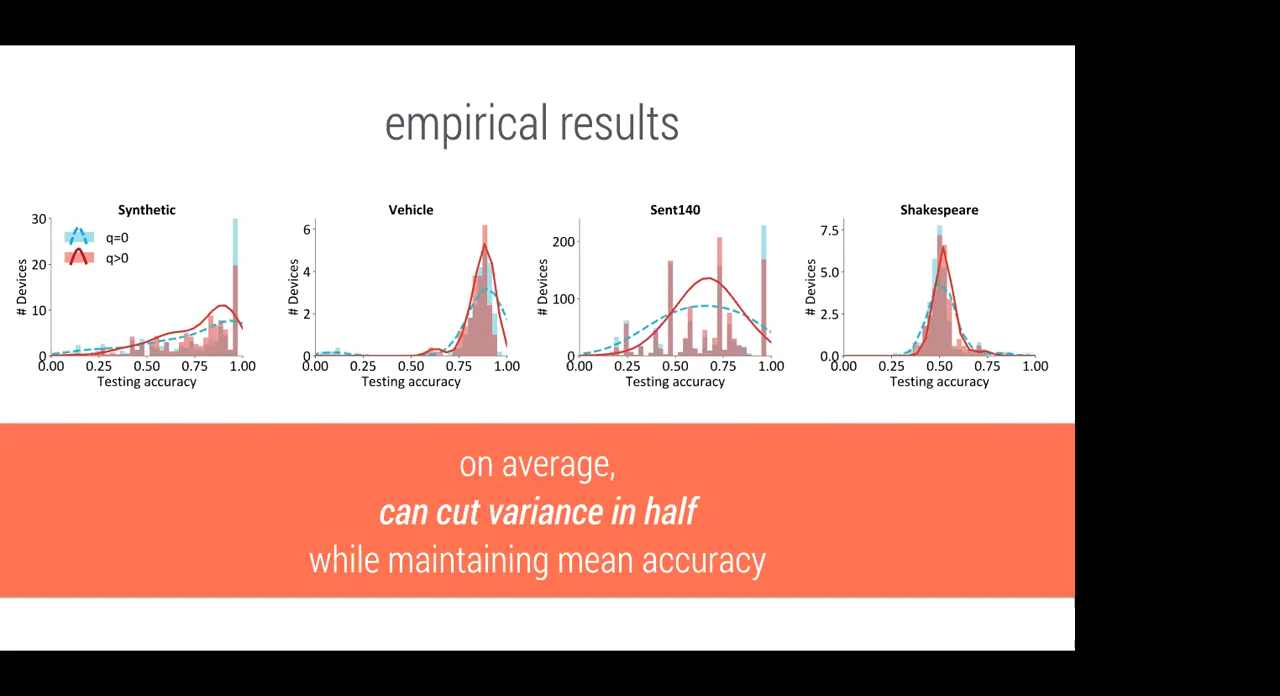 empirical results
Synthetic
Vehicle
Sent140
Shakespeare
30
20
10
0
# Devices
q=0
q>0
0.00 0.25 0.50 0.75 1.00
Testing accuracy
6
4
2
0
# Devices
0.00 0.25 0.50 0.75 1.00
Testing accuracy
200
100
0
# Devices
0.00 0.25 0.50 0.75 1.00
Testing accuracy
7.5
5.0
2.5
0.0
# Devices
0.00 0.25 0.50 0.75 1.00
Testing accuracy
on average,
can cut variance in half
while maintaining mean accuracy